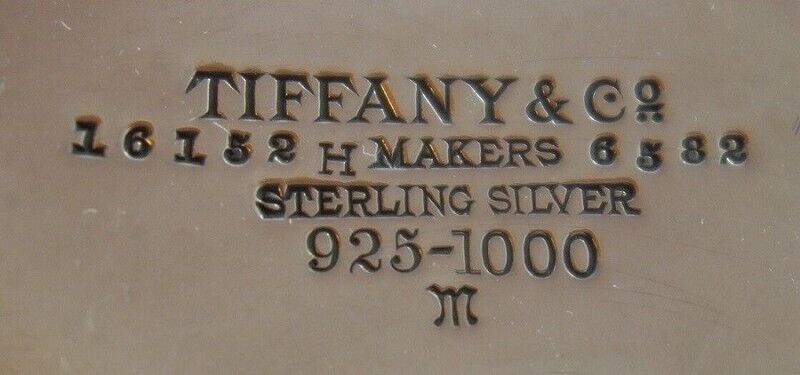 TIFFANY & Co
16152 H MAKERS 6582
STERLING SILVER
925-1000
m